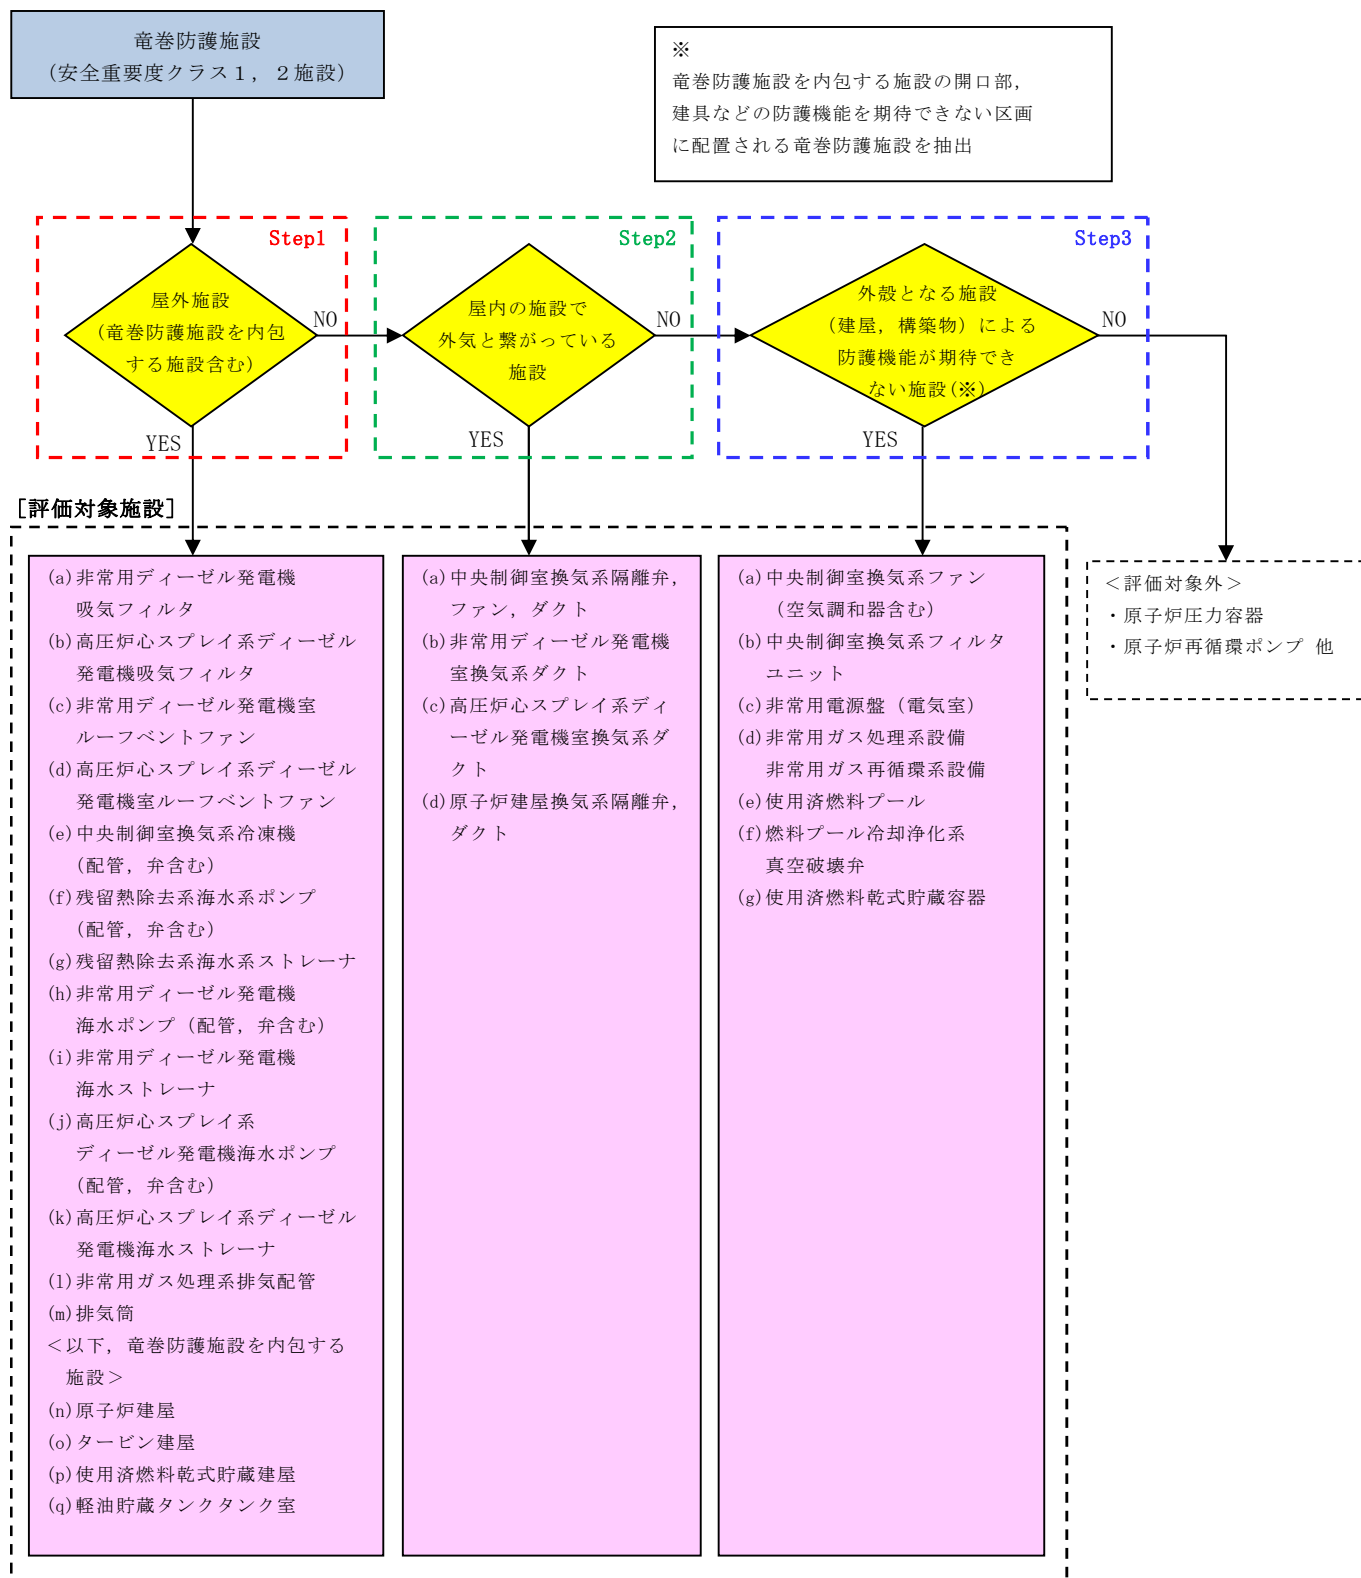 竜巻防護施設
（安全重要度クラス１，２施設）
※
竜巻防護施設を内包する施設の開口部，
建具などの防護機能を期待できない区画
に配置される竜巻防護施設を抽出
Step1
屋外施設
(竜巻防護施設を内包
する施設含む)
NO
YES
Step2
屋内の施設で
外気と繋がっている
施設
NO
YES
Step3
外殻となる施設
（建屋，構築物）による
防護機能が期待でき
ない施設(※)
NO
YES
［評価対象施設］
(a)非常用ディーゼル発電機
吸気フィルタ
(b)高圧炉心スプレイ系ディーゼル
発電機吸気フィルタ
(c)非常用ディーゼル発電機室
ルーフベントファン
(d)高圧炉心スプレイ系ディーゼル
発電機室ルーフベントファン
(e)中央制御室換気系冷凍機
（配管，弁含む）
(f)残留熱除去系海水系ポンプ
（配管，弁含む）
(g)残留熱除去系海水系ストレーナ
(h)非常用ディーゼル発電機
海水ポンプ（配管，弁含む）
(i)非常用ディーゼル発電機
海水ストレーナ
(j)高圧炉心スプレイ系
ディーゼル発電機海水ポンプ
（配管，弁含む）
(k)高圧炉心スプレイ系ディーゼル
発電機海水ストレーナ
(l)非常用ガス処理系排気配管
(m)排気筒
＜以下，竜巻防護施設を内包する
施設＞
(n)原子炉建屋
(o)タービン建屋
(p)使用済燃料乾式貯蔵建屋
(q)軽油貯蔵タンクタンク室
(a)中央制御室換気系隔離弁，
ファン，ダクト
(b)非常用ディーゼル発電機
室換気系ダクト
(c)高圧炉心スプレイ系ディ
ーゼル発電機室換気系ダ
クト
(d)原子炉建屋換気系隔離弁，
ダクト
(a)中央制御室換気系ファン
（空気調和器含む）
(b)中央制御室換気系フィルタ
ユニット
(c)非常用電源盤（電気室）
(d)非常用ガス処理系設備
非常用ガス再循環系設備
(e)使用済燃料プール
(f)燃料プール冷却浄化系
真空破壊弁
(g)使用済燃料乾式貯蔵容器
＜評価対象外＞
・原子炉圧力容器
・原子炉再循環ポンプ 他